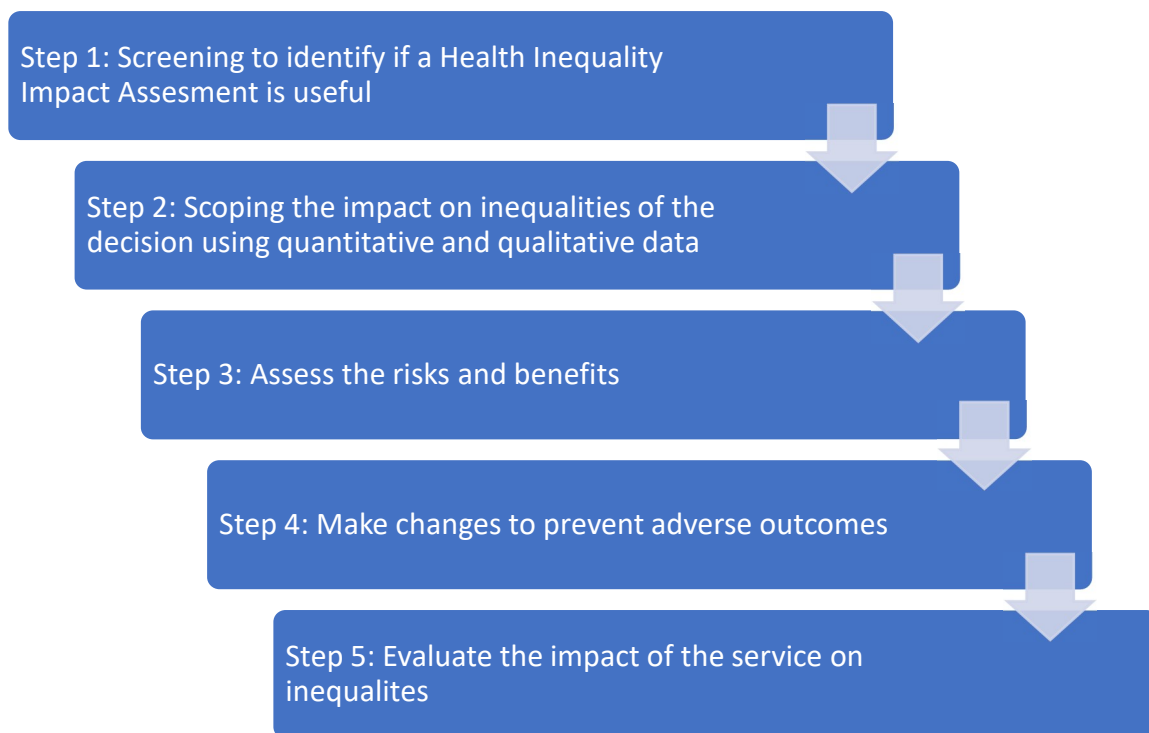 Step 1: Screening to identify if a Health Inequality
Impact Assesment is useful
Step 2: Scoping the impact on inequalities of the
decision using quantitative and qualitative data
Step 3: Assess the risks and benefits
Step 4: Make changes to prevent adverse outcomes
Step 5: Evaluate the impact of the service on
inequalites